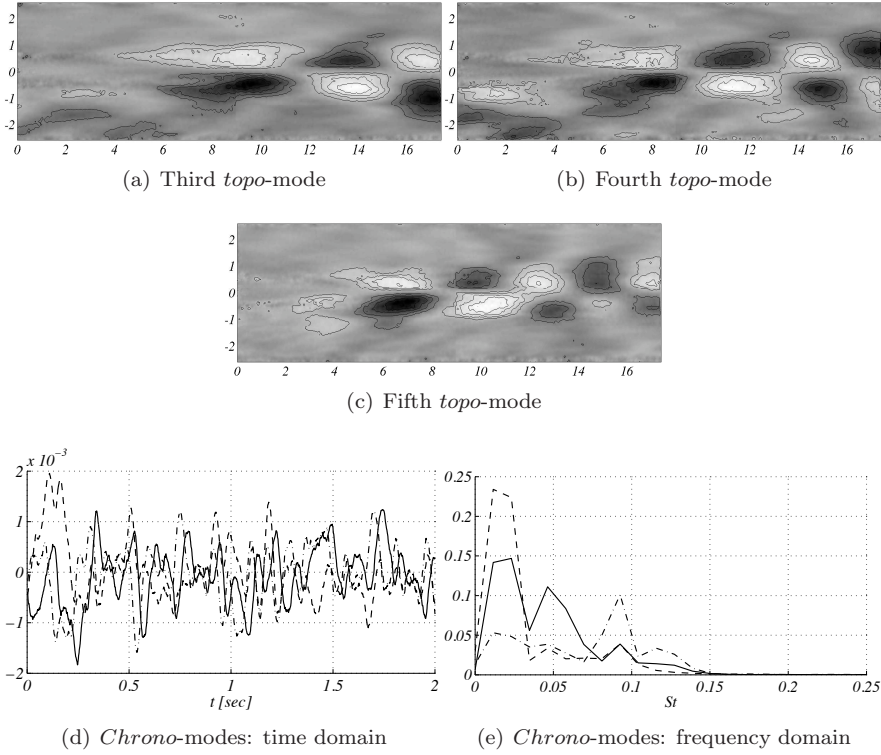 2
1
0
-1
-2
0 2 4 6 8 10 12 14 16
(a) Third topo-mode
2
1
0
-1
-2
0 2 4 6 8 10 12 14 16
(b) Fourth topo-mode
2
1
0
-1
-2
0 2 4 6 8 10 12 14 16
(c) Fifth topo-mode
x 10⁻³
2
1
0
−1
−2
0 0.5 1 1.5 2
t [sec]
(d) Chrono-modes: time domain
0.25
0.2
0.15
0.1
0.05
0
0 0.05 0.1 0.15 0.2 0.25
St
(e) Chrono-modes: frequency domain